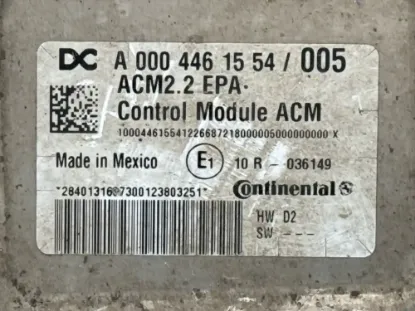 DC A 000 446 15 54 / 005
ACM2.2 EPA
Control Module ACM
10004461554122668721800000500000000 X
Made in Mexico E1 10 R - 036149
Continental
HW D2
SW ---